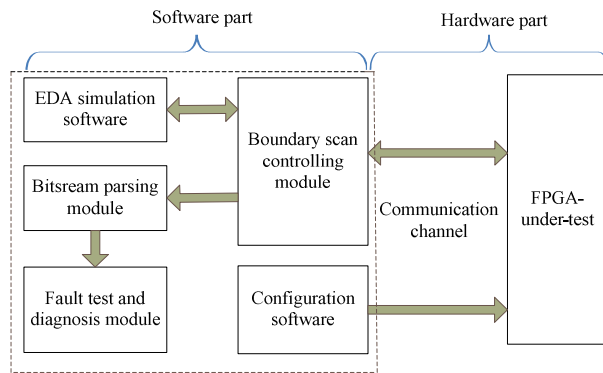 Software part
Hardware part
EDA simulation
software
Boundary scan
controlling
module
Bitsream parsing
module
Communication
channel
FPGA-
under-test
Fault test and
diagnosis module
Configuration
software